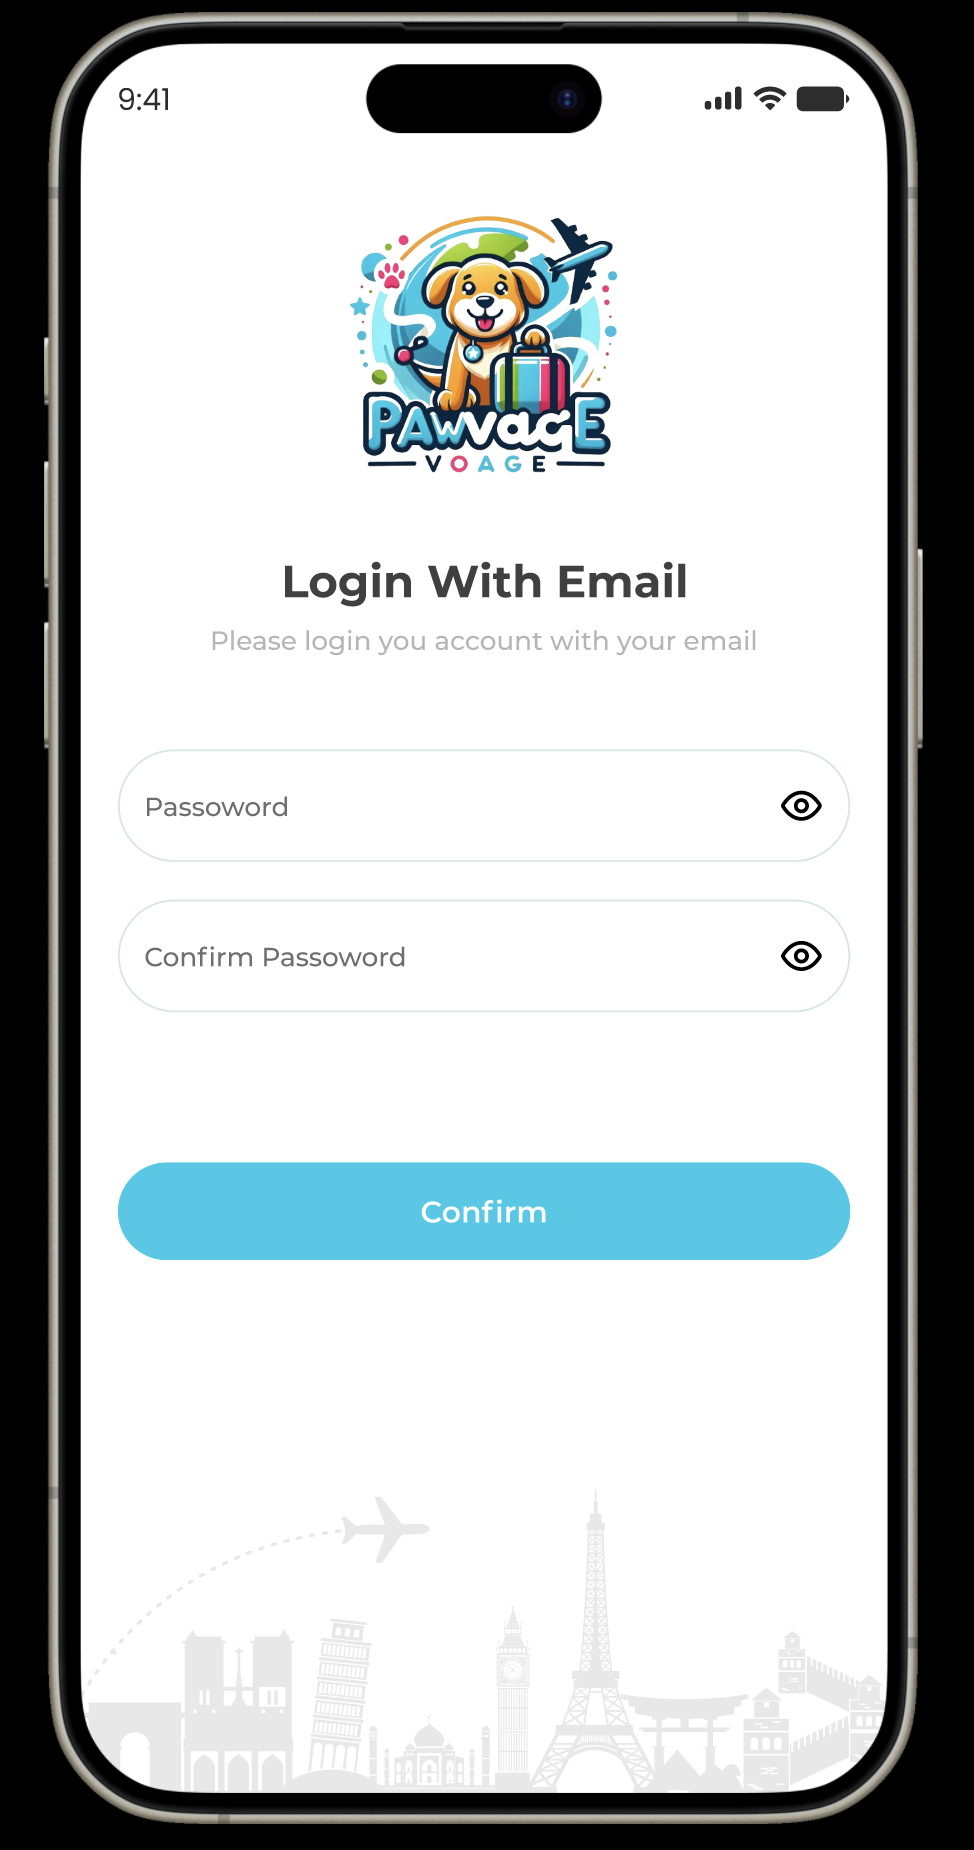 9:41
PAWvagE
VOAGE
Login With Email
Please login you account with your email
Passoword
Confirm Passoword
Confirm